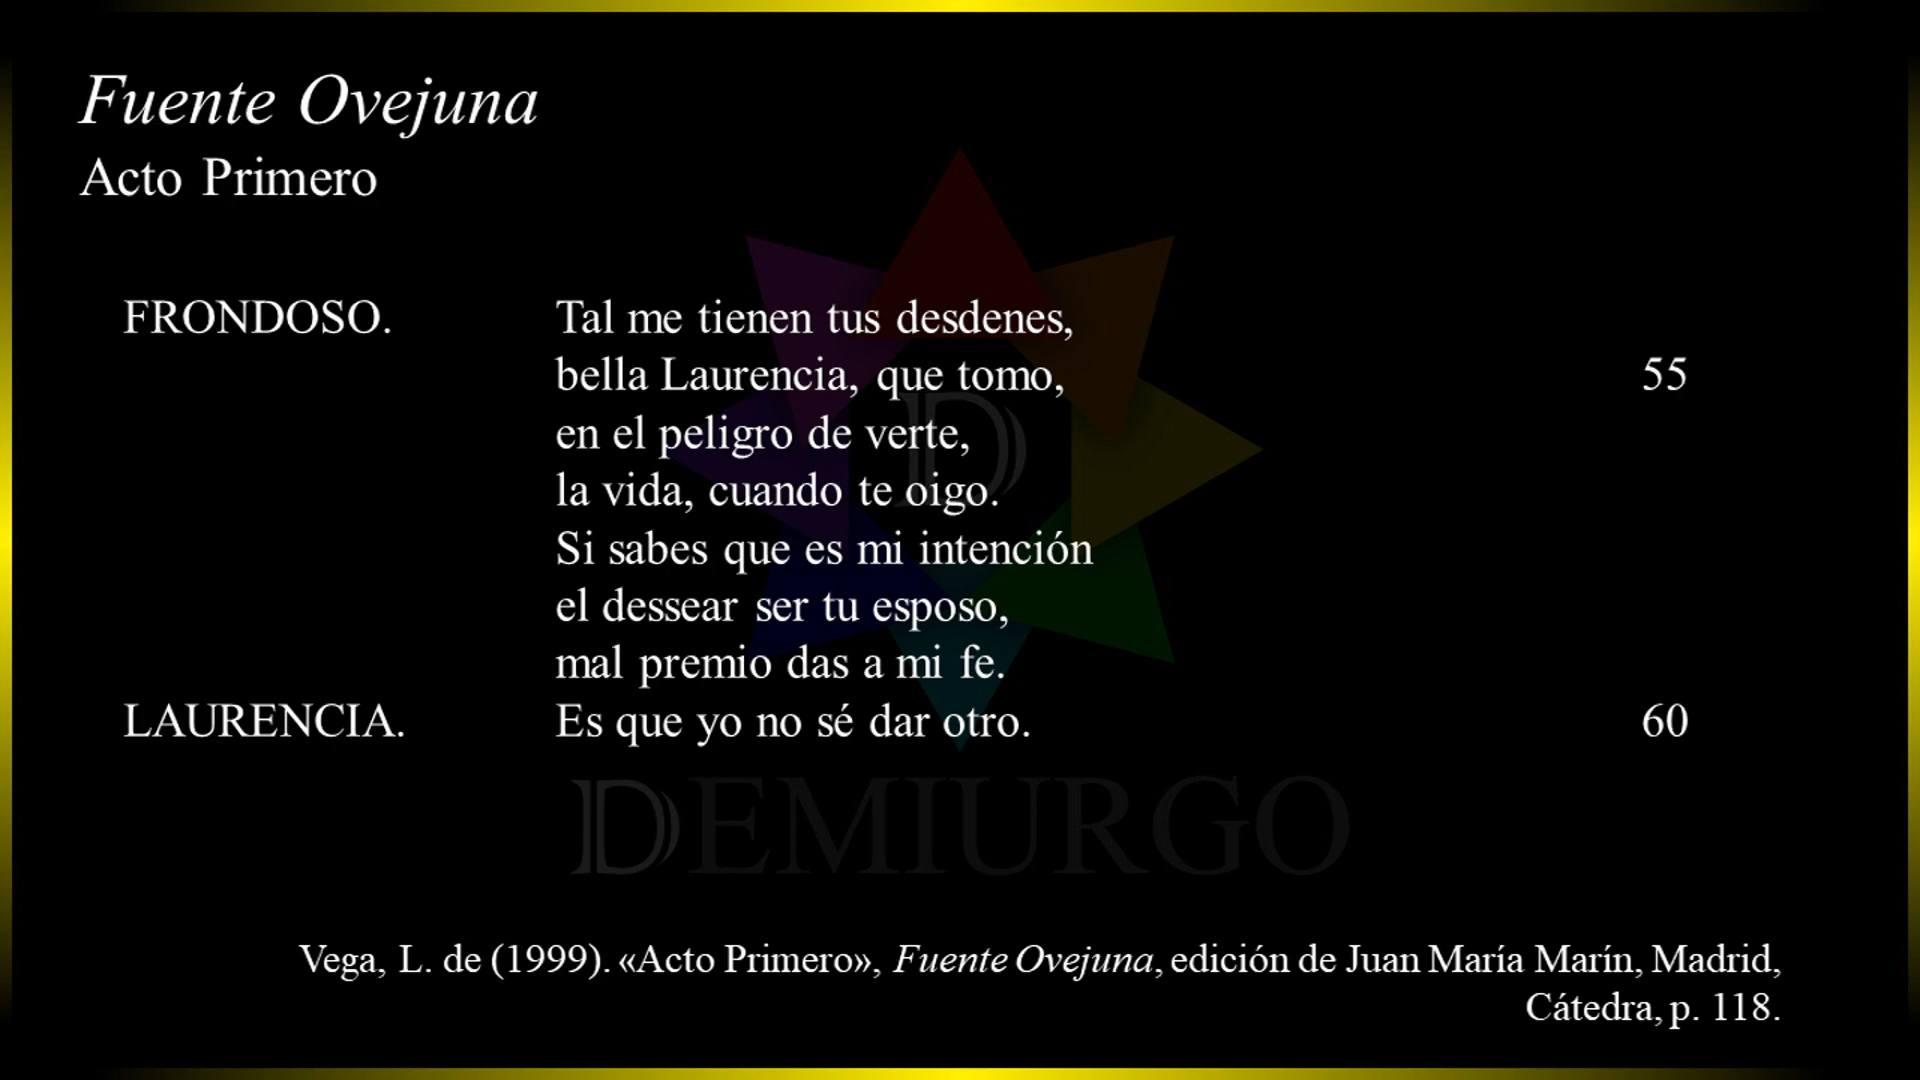 Fuente Ovejuna
Acto Primero
FRONDOSO. Tal me tienen tus desdenes,
bella Laurencia, que tomo, 55
en el peligro de verte,
la vida, cuando te oigo.
Si sabes que es mi intención
el dessear ser tu esposo,
mal premio das a mi fe.
LAURENCIA. Es que yo no sé dar otro. 60
D
DEMIURGO
Vega, L. de (1999). «Acto Primero», Fuente Ovejuna, edición de Juan María Marín, Madrid,
Cátedra, p. 118.